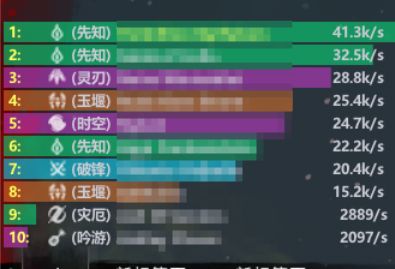 1: (先知) 41.3k/s
2: (先知) 32.5k/s
3: (灵刃) 28.8k/s
4: (玉堰) 25.4k/s
5: (时空) 24.7k/s
6: (先知) 22.2k/s
7: (破锋) 20.4k/s
8: (玉堰) 15.2k/s
9: (灾厄) 2889/s
10: (吟游) 2097/s